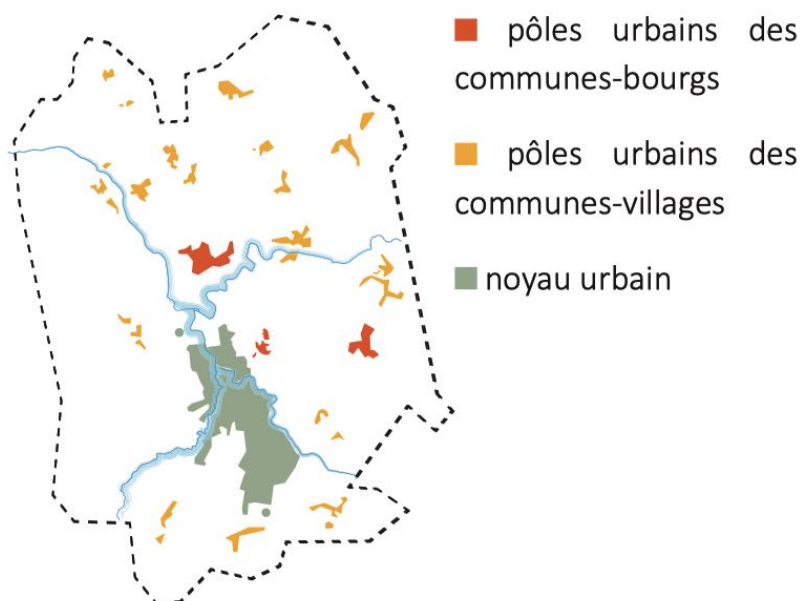 pôles urbains des
communes-bourgs
pôles urbains des
communes-villages
noyau urbain